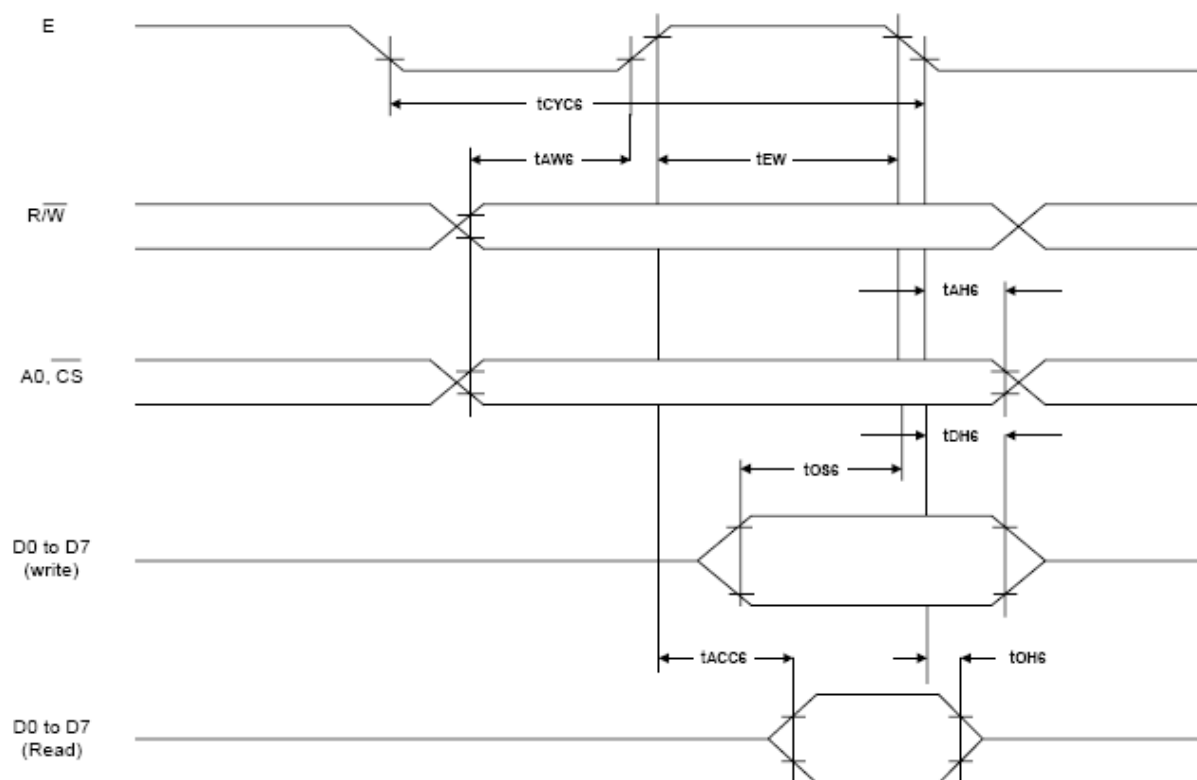 E
tCYC6
tAW6
tEW
R/W
tAH6
A0, CS
tDH6
tOS6
D0 to D7
(write)
tACC6
tOH6
D0 to D7
(Read)